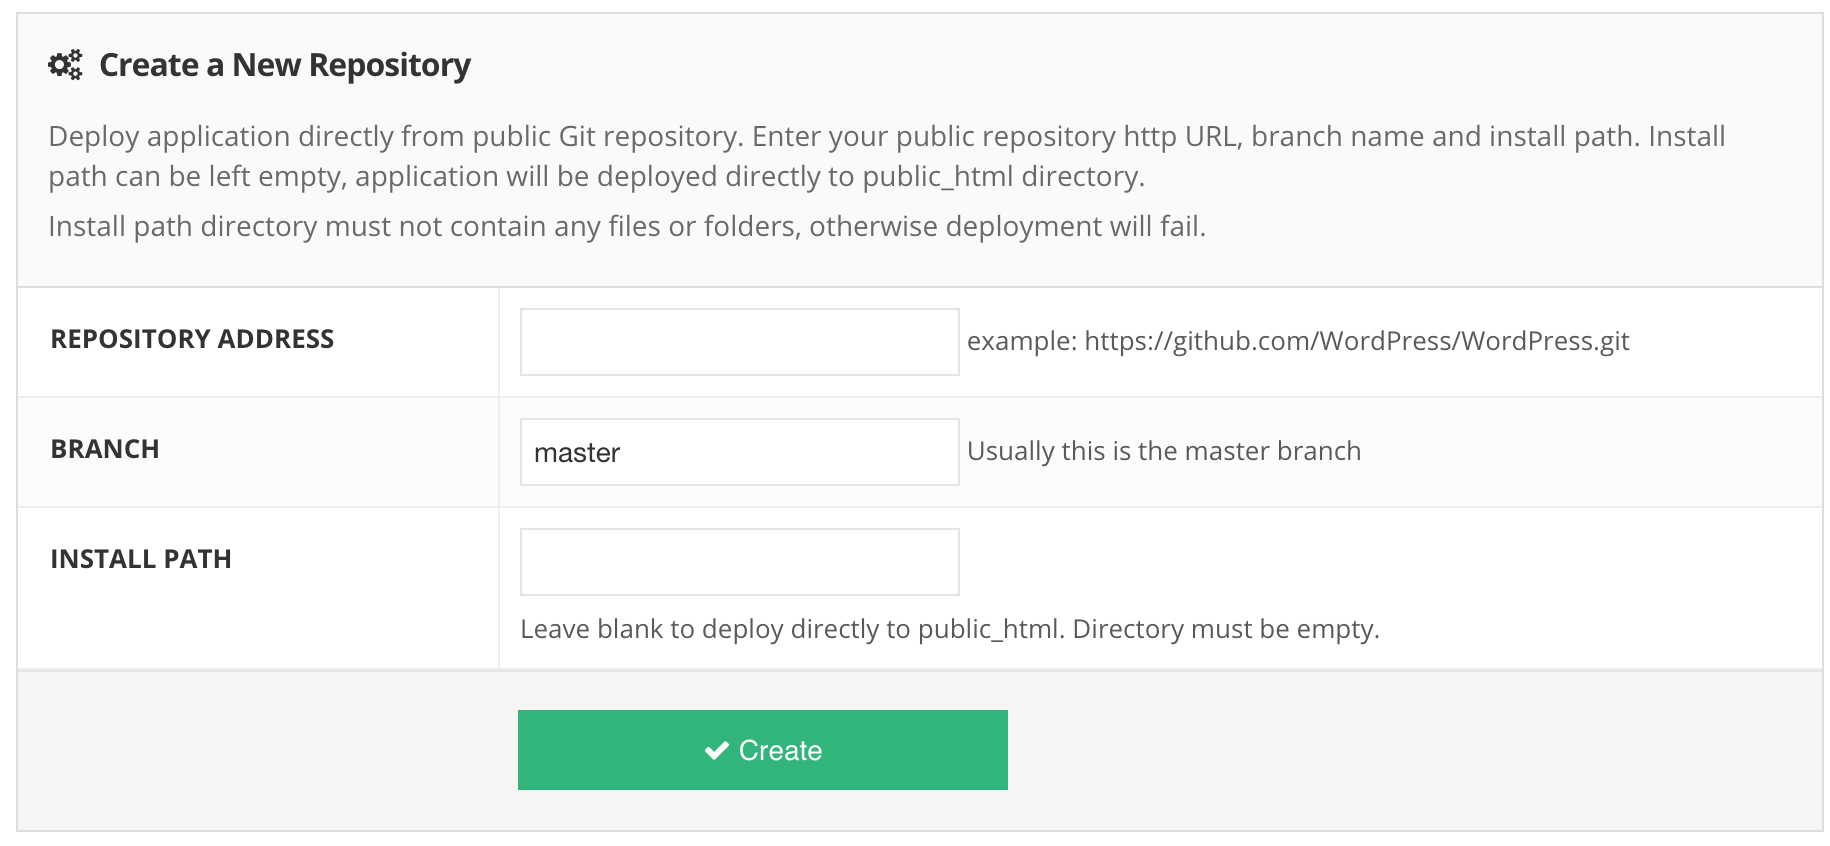 Create a New Repository
Deploy application directly from public Git repository. Enter your public repository http URL, branch name and install path. Install
path can be left empty, application will be deployed directly to public_html directory.
Install path directory must not contain any files or folders, otherwise deployment will fail.
REPOSITORY ADDRESS
example: https://github.com/WordPress/WordPress.git
BRANCH
master
Usually this is the master branch
INSTALL PATH
Leave blank to deploy directly to public_html. Directory must be empty.
Create